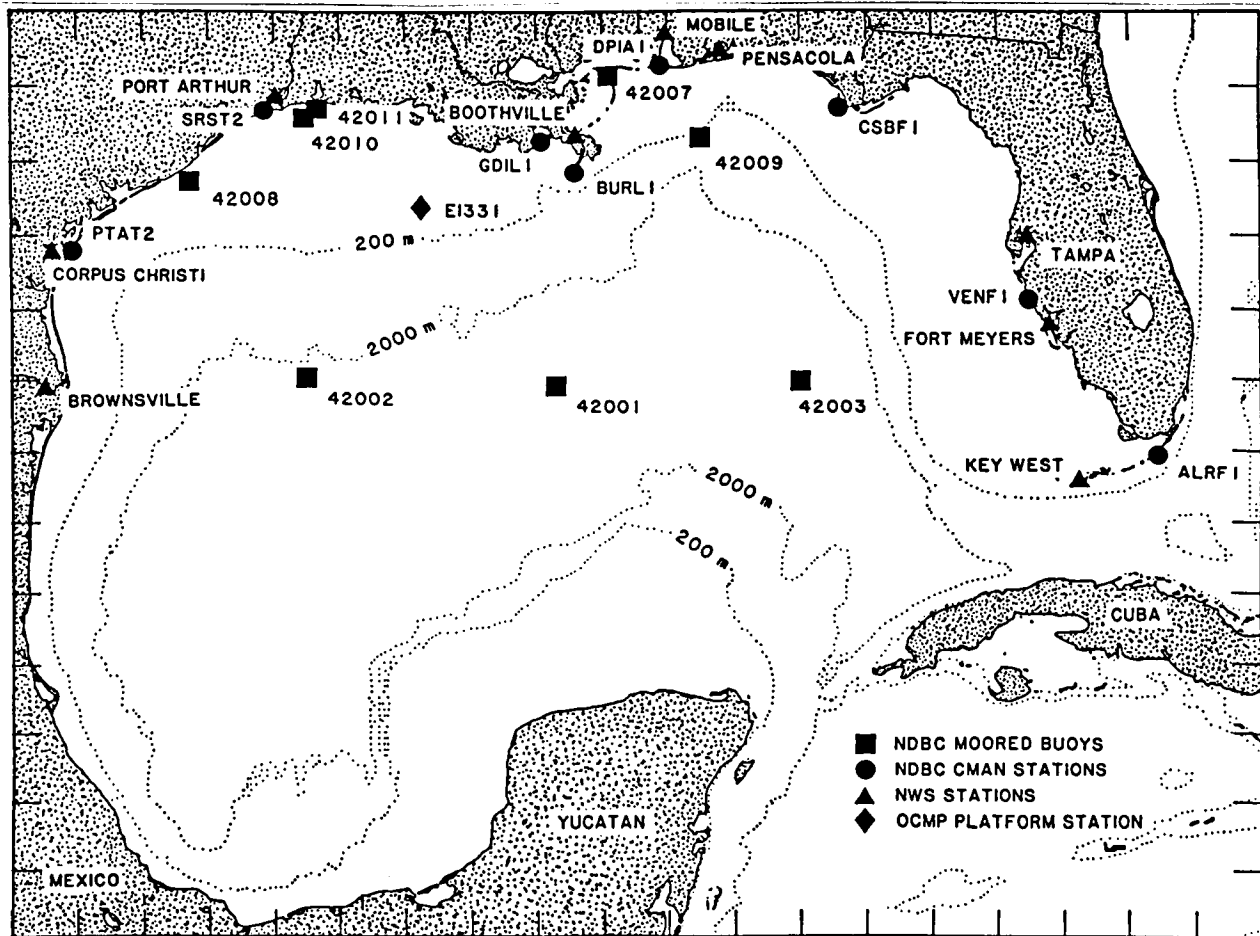 MOBILE
DPIA1
PENSACOLA
PORT ARTHUR
SRST2
42011
42010
BOOTHVILLE
42007
CSBF1
GDIL1
42009
BURL1
42008
E1331
PTAT2
200 m
TAMPA
CORPUS CHRISTI
VENF1
2000 m
FORT MEYERS
BROWNSVILLE
42002
42001
42003
KEY WEST
ALRF1
2000 m
200 m
CUBA
NDBC MOORED BUOYS
NDBC CMAN STATIONS
NWS STATIONS
OCMP PLATFORM STATION
YUCATAN
MEXICO